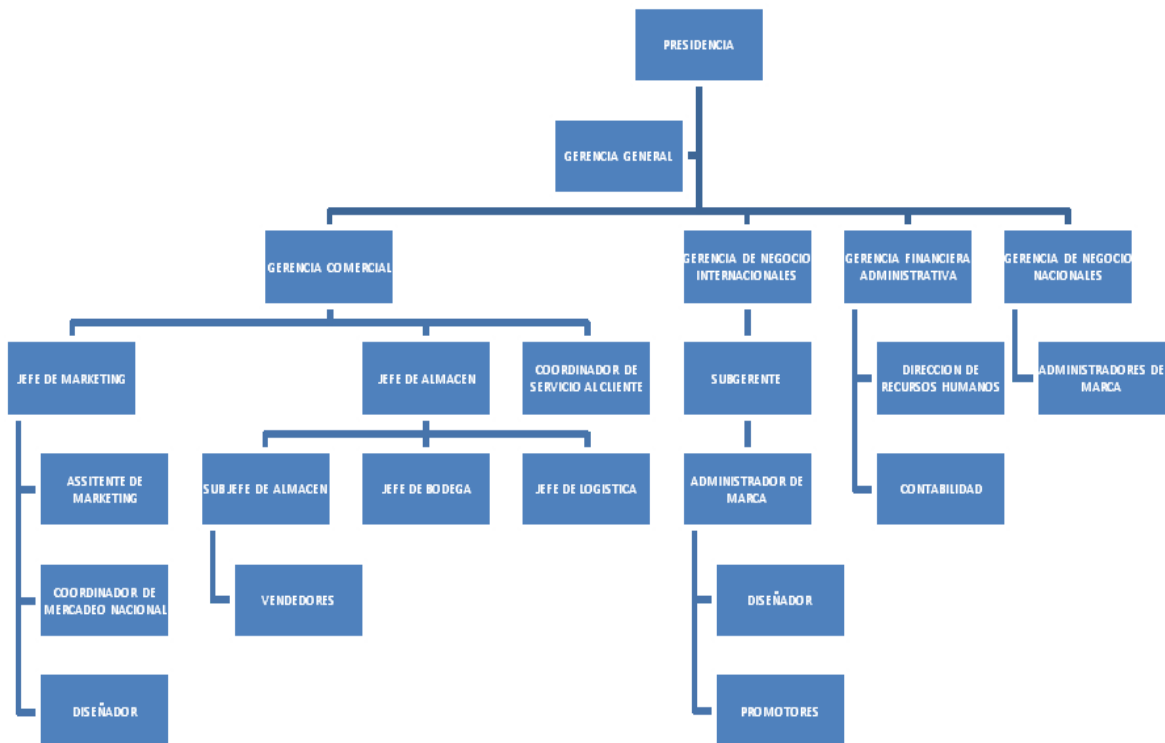 PRESIDENCIA
GERENCIA GENERAL
GERENCIA COMERCIAL
GERENCIA DE NEGOCIO
INTERNACIONALES
GERENCIA FINANCIERA
ADMINISTRATIVA
GERENCIA DE NEGOCIO
NACIONALES
JEFE DE MARKETING
JEFE DE ALMACEN
COORDINADOR DE
SERVICIO AL CLIENTE
SUBGERENTE
DIRECCION DE
RECURSOS HUMANOS
ADMINISTRADORES DE
MARCA
ASSITENTE DE
MARKETING
SUBJEFE DE ALMACEN
JEFE DE BODEGA
JEFE DE LOGISTICA
ADMINISTRADOR DE
MARCA
CONTABILIDAD
COORDINADOR DE
MERCADEO NACIONAL
VENDEDORES
DISEÑADOR
DISEÑADOR
PROMOTORES